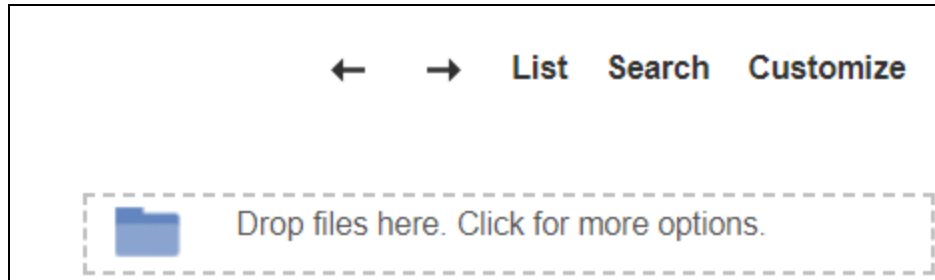 ← → List Search Customize
Drop files here. Click for more options.